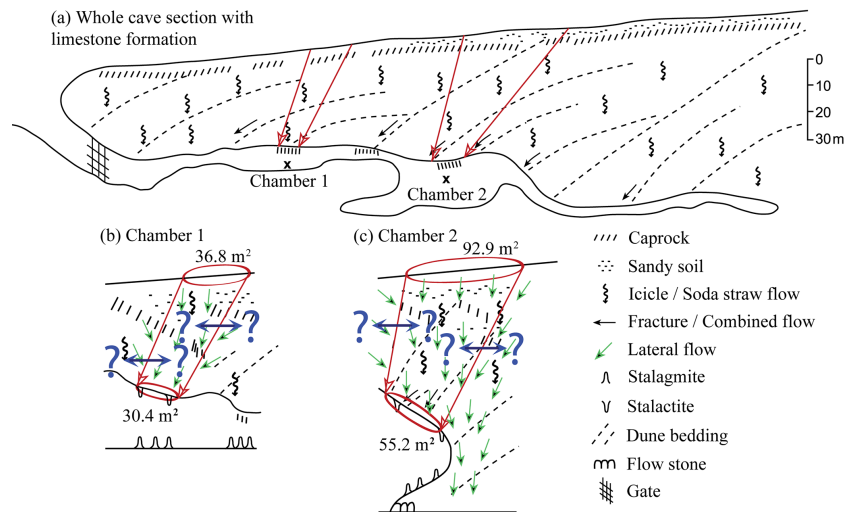 (a) Whole cave section with
limestone formation
0
10
20
30m
x
Chamber 1
x
Chamber 2
(b) Chamber 1
36.8 m²
? ?
? ?
30.4 m²
(c) Chamber 2
92.9 m²
? ?
? ?
55.2 m²
Caprock
Sandy soil
Icicle / Soda straw flow
Fracture / Combined flow
Lateral flow
Stalagmite
Stalactite
Dune bedding
Flow stone
Gate